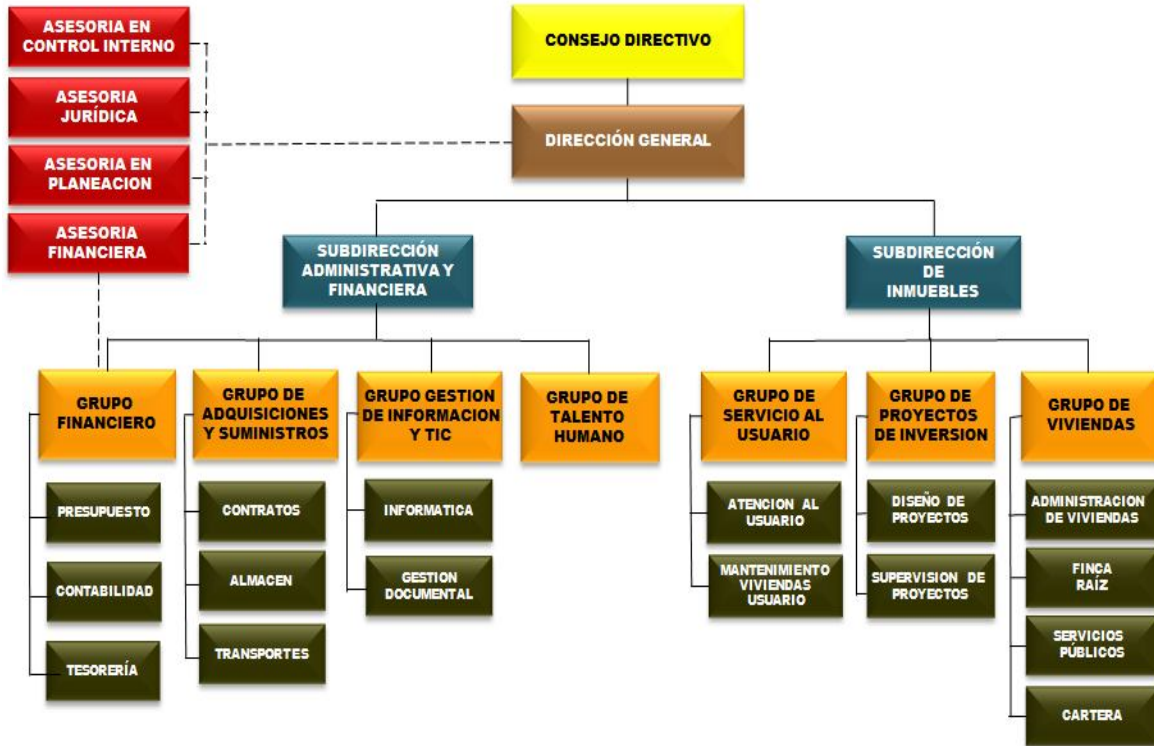 ASESORIA EN
CONTROL INTERNO
ASESORIA
JURÍDICA
ASESORIA EN
PLANEACION
ASESORIA
FINANCIERA
CONSEJO DIRECTIVO
DIRECCIÓN GENERAL
SUBDIRECCIÓN
ADMINISTRATIVA Y
FINANCIERA
SUBDIRECCIÓN
DE
INMUEBLES
GRUPO
FINANCIERO
PRESUPUESTO
CONTABILIDAD
TESORERÍA
GRUPO DE
ADQUISICIONES
Y SUMINISTROS
CONTRATOS
ALMACEN
TRANSPORTES
GRUPO GESTION
DE INFORMACION
Y TIC
INFORMATICA
GESTION
DOCUMENTAL
GRUPO DE
TALENTO
HUMANO
GRUPO DE
SERVICIO AL
USUARIO
ATENCION AL
USUARIO
MANTENIMIENTO
VIVIENDAS
USUARIO
GRUPO DE
PROYECTOS
DE INVERSION
DISEÑO DE
PROYECTOS
SUPERVISION DE
PROYECTOS
GRUPO DE
VIVIENDAS
ADMINISTRACION
DE VIVIENDAS
FINCA
RAÍZ
SERVICIOS
PÚBLICOS
CARTERA